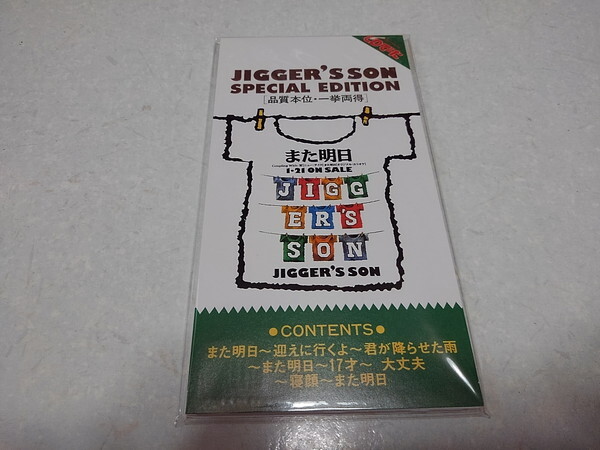 JIGGER'S SON
SPECIAL EDITION
[品質本位・一挙両得]
また明日
1・21 ON SALE
JIGG
ER'S
SON
JIGGER'S SON
●CONTENTS●
また明日〜迎えに行くよ〜君が降らせた雨
〜また明日〜17才〜 大丈夫
〜寝顔〜また明日